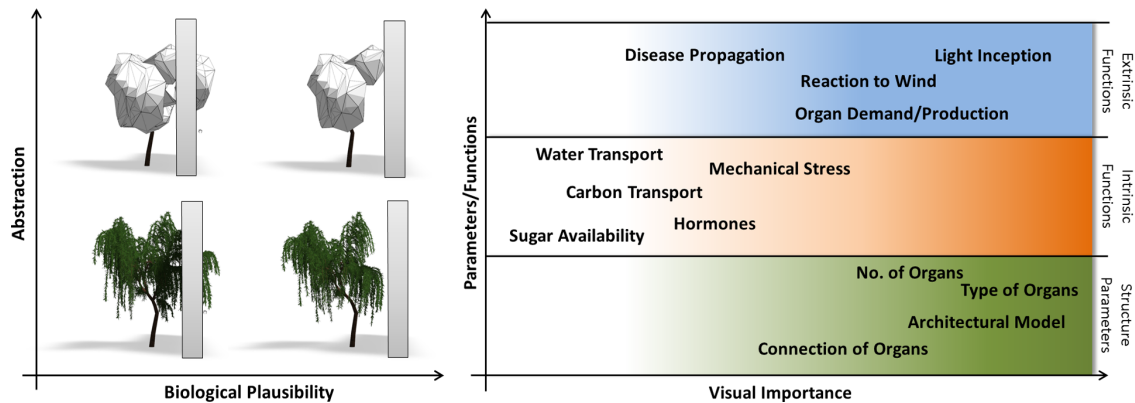 Abstraction
Biological Plausibility
Parameters/Functions
Disease Propagation
Light Inception
Reaction to Wind
Organ Demand/Production
Extrinsic
Functions
Water Transport
Mechanical Stress
Carbon Transport
Hormones
Sugar Availability
Intrinsic
Functions
No. of Organs
Type of Organs
Architectural Model
Connection of Organs
Structure
Parameters
Visual Importance